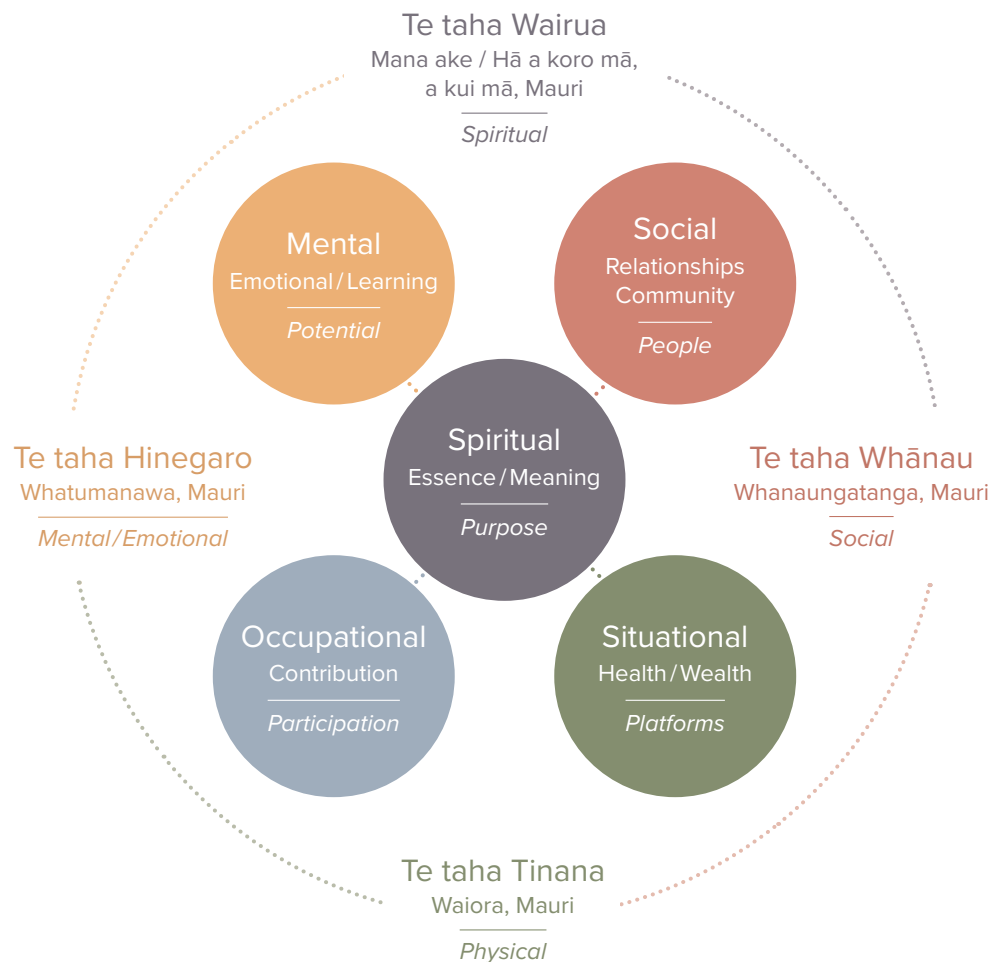 Te taha Wairua
Mana ake / Hā a koro mā,
a kui mā, Mauri
Spiritual
Mental
Emotional / Learning
Potential
Social
Relationships
Community
People
Te taha Hinegaro
Whatumanawa, Mauri
Mental / Emotional
Spiritual
Essence / Meaning
Purpose
Te taha Whānau
Whanaungatanga, Mauri
Social
Occupational
Contribution
Participation
Situational
Health / Wealth
Platforms
Te taha Tinana
Waiora, Mauri
Physical